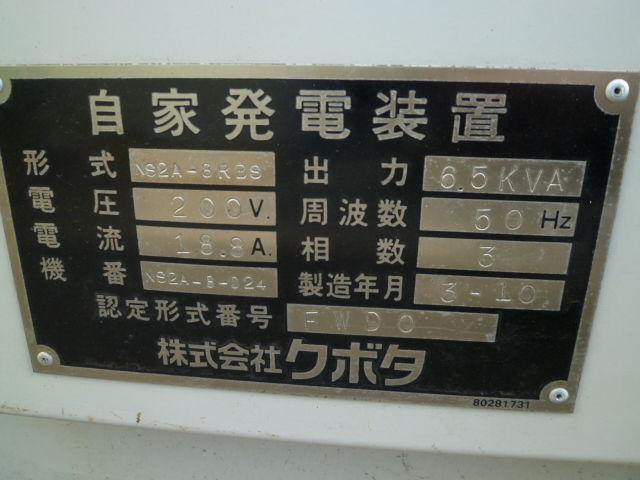 自家発電装置
形式 NS2A-SRBS 出力 6.5KVA
電圧 200V. 周波数 50Hz
電流 18.8A. 相数 3
機番 NS2A-S-024 製造年月 3-10
認定形式番号 FWDO
株式会社クボタ
80281731